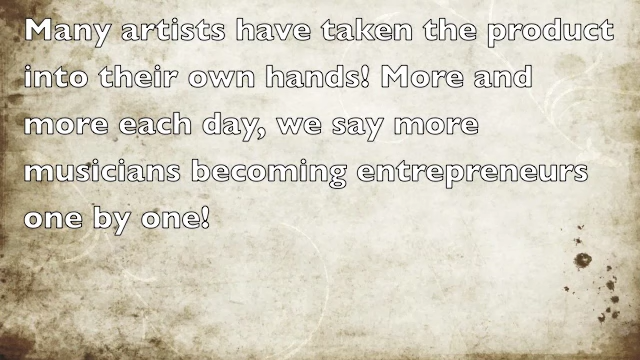 Many artists have taken the product
into their own hands! More and
more each day, we say more
musicians becoming entrepreneurs
one by one!